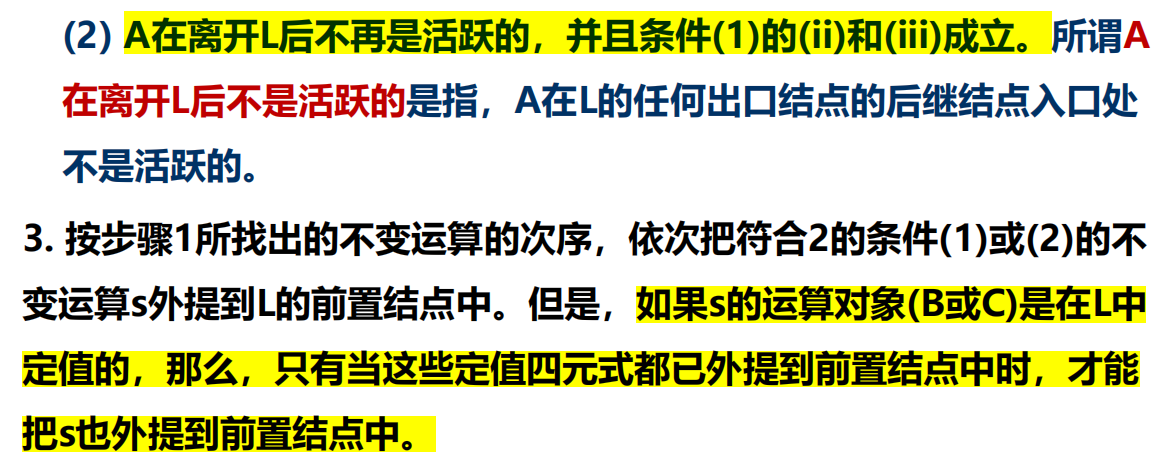 (2) A在离开L后不再是活跃的，并且条件(1)的(ii)和(iii)成立。所谓A
在离开L后不是活跃的是指，A在L的任何出口结点的后继结点入口处
不是活跃的。
3. 按步骤1所找出的不变运算的次序，依次把符合2的条件(1)或(2)的不
变运算s外提到L的前置结点中。但是，如果s的运算对象(B或C)是在L中
定值的，那么，只有当这些定值四元式都已外提到前置结点中时，才能
把s也外提到前置结点中。